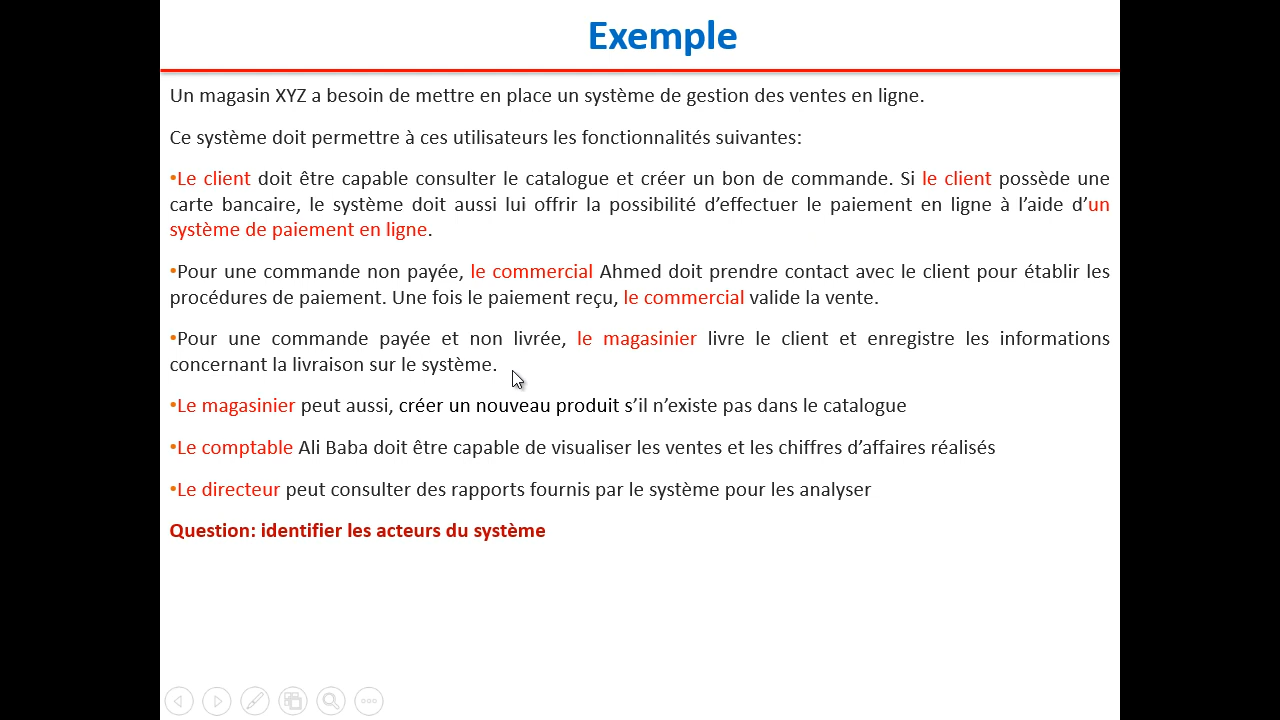 Exemple
Un magasin XYZ a besoin de mettre en place un système de gestion des ventes en ligne.
Ce système doit permettre à ces utilisateurs les fonctionnalités suivantes:
•Le client doit être capable consulter le catalogue et créer un bon de commande. Si le client possède une
carte bancaire, le système doit aussi lui offrir la possibilité d’effectuer le paiement en ligne à l’aide d’un
système de paiement en ligne.
•Pour une commande non payée, le commercial Ahmed doit prendre contact avec le client pour établir les
procédures de paiement. Une fois le paiement reçu, le commercial valide la vente.
•Pour une commande payée et non livrée, le magasinier livre le client et enregistre les informations
concernant la livraison sur le système.
•Le magasinier peut aussi, créer un nouveau produit s’il n’existe pas dans le catalogue
•Le comptable Ali Baba doit être capable de visualiser les ventes et les chiffres d’affaires réalisés
•Le directeur peut consulter des rapports fournis par le système pour les analyser
Question: identifier les acteurs du système